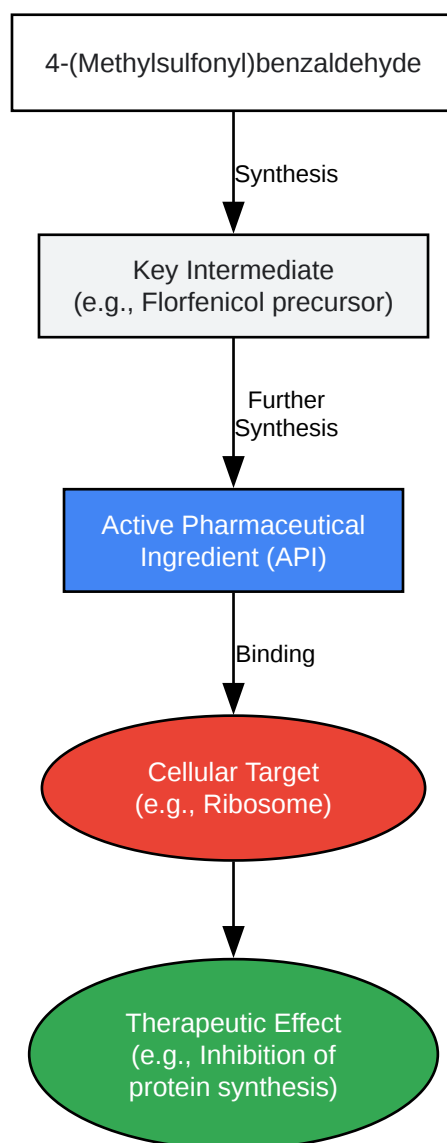 4-(Methylsulfonyl)benzaldehyde
Synthesis
Key Intermediate
(e.g., Florfenicol precursor)
Further
Synthesis
Active Pharmaceutical
Ingredient (API)
Binding
Cellular Target
(e.g., Ribosome)
Therapeutic Effect
(e.g., Inhibition of
protein synthesis)